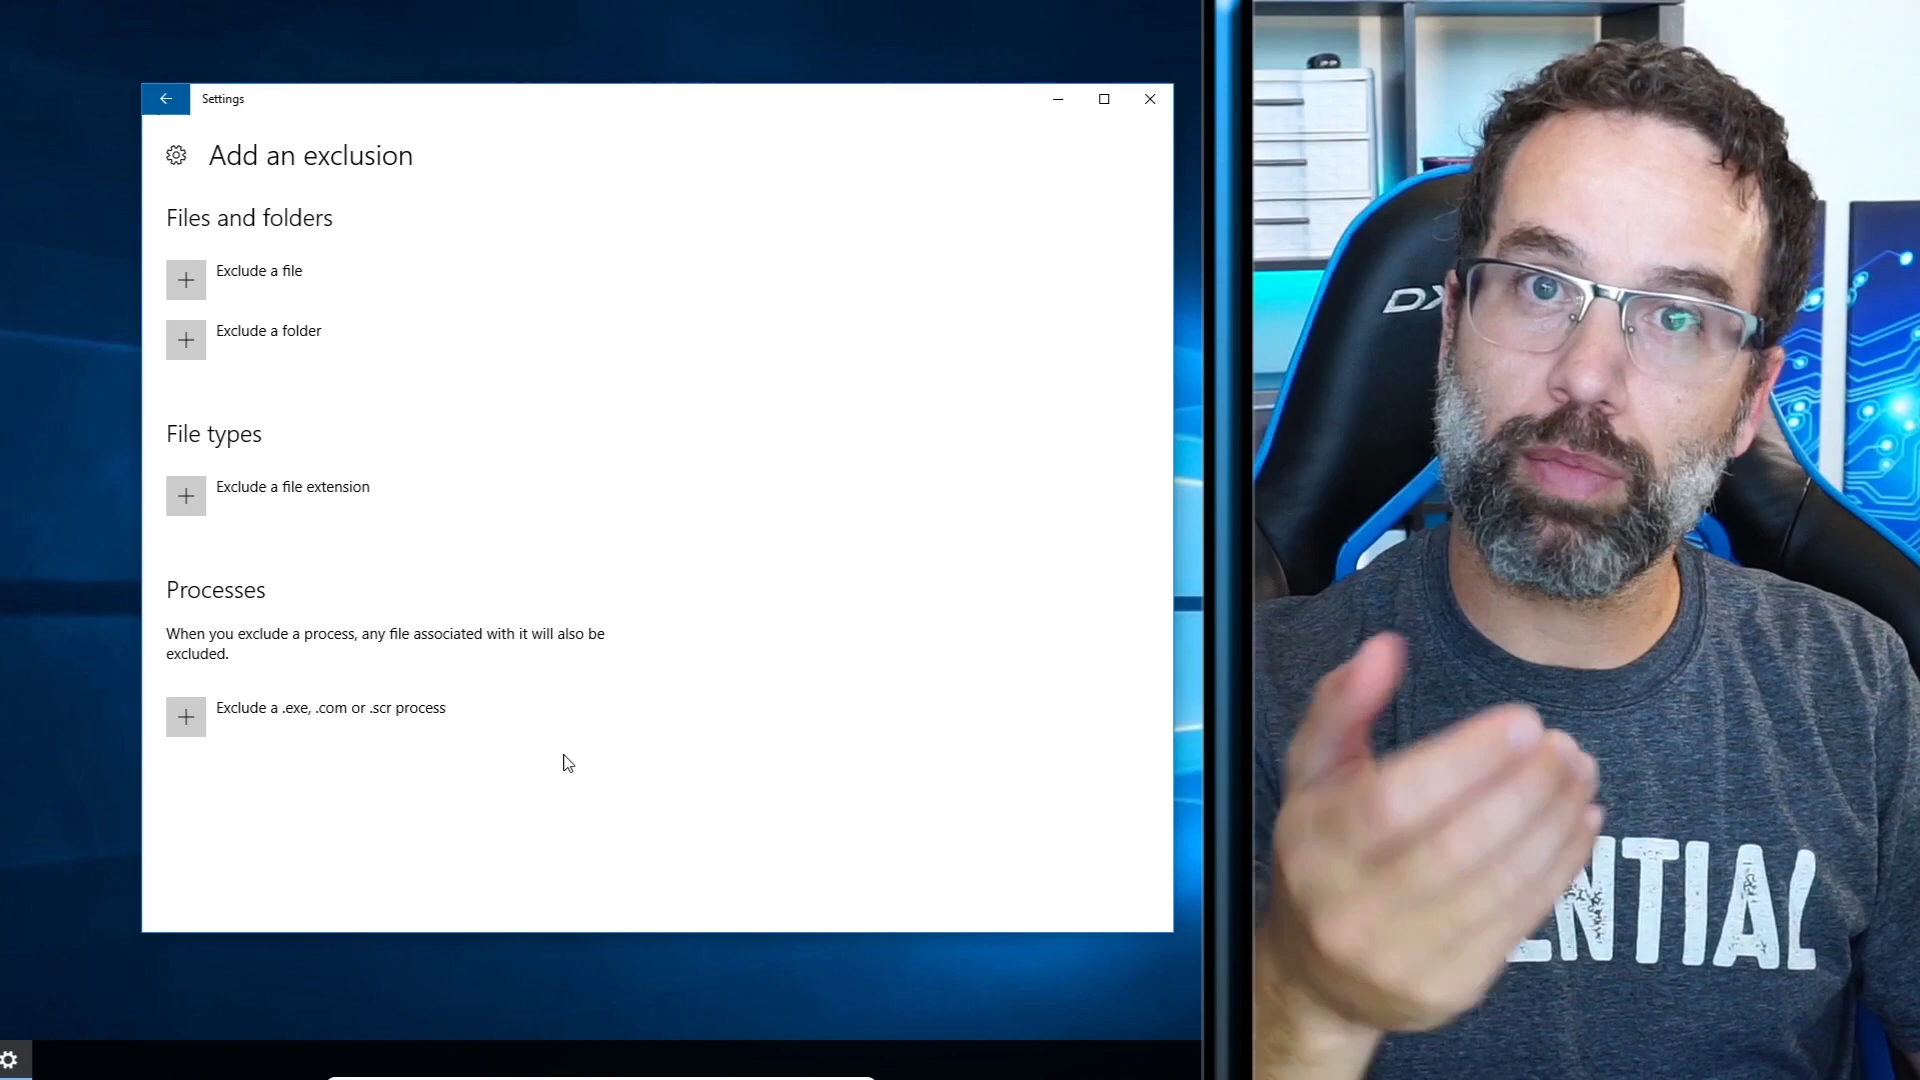 Settings
Add an exclusion
Files and folders
Exclude a file
Exclude a folder
File types
Exclude a file extension
Processes
When you exclude a process, any file associated with it will also be
excluded.
Exclude a .exe, .com or .scr process
DX
NTIAL